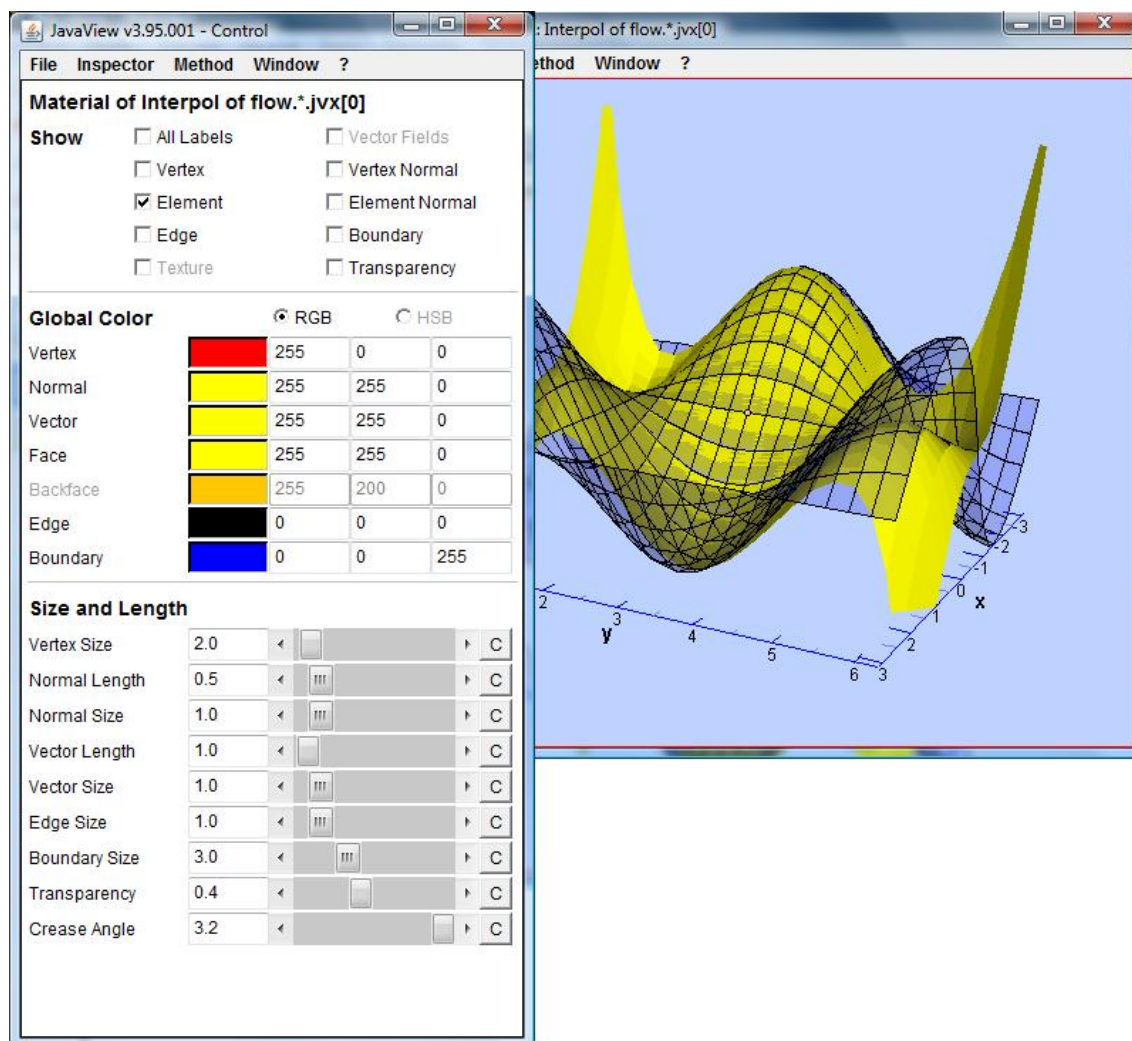 JavaView v3.95.001 - Control
File Inspector Method Window ?
Material of Interpol of flow.*.jvx[0]
Show All Labels Vector Fields
Vertex Vertex Normal
Element Element Normal
Edge Boundary
Texture Transparency
Global Color RGB HSB
Vertex 255 0 0
Normal 255 255 0
Vector 255 255 0
Face 255 255 0
Backface 255 200 0
Edge 0 0 0
Boundary 0 0 255
Size and Length
Vertex Size 2.0 C
Normal Length 0.5 C
Normal Size 1.0 C
Vector Length 1.0 C
Vector Size 1.0 C
Edge Size 1.0 C
Boundary Size 3.0 C
Transparency 0.4 C
Crease Angle 3.2 C
: Interpol of flow.*.jvx[0]
ethod Window ?
-3
-2
-1
0 x
1
2
3
2
3
y
4
5
6